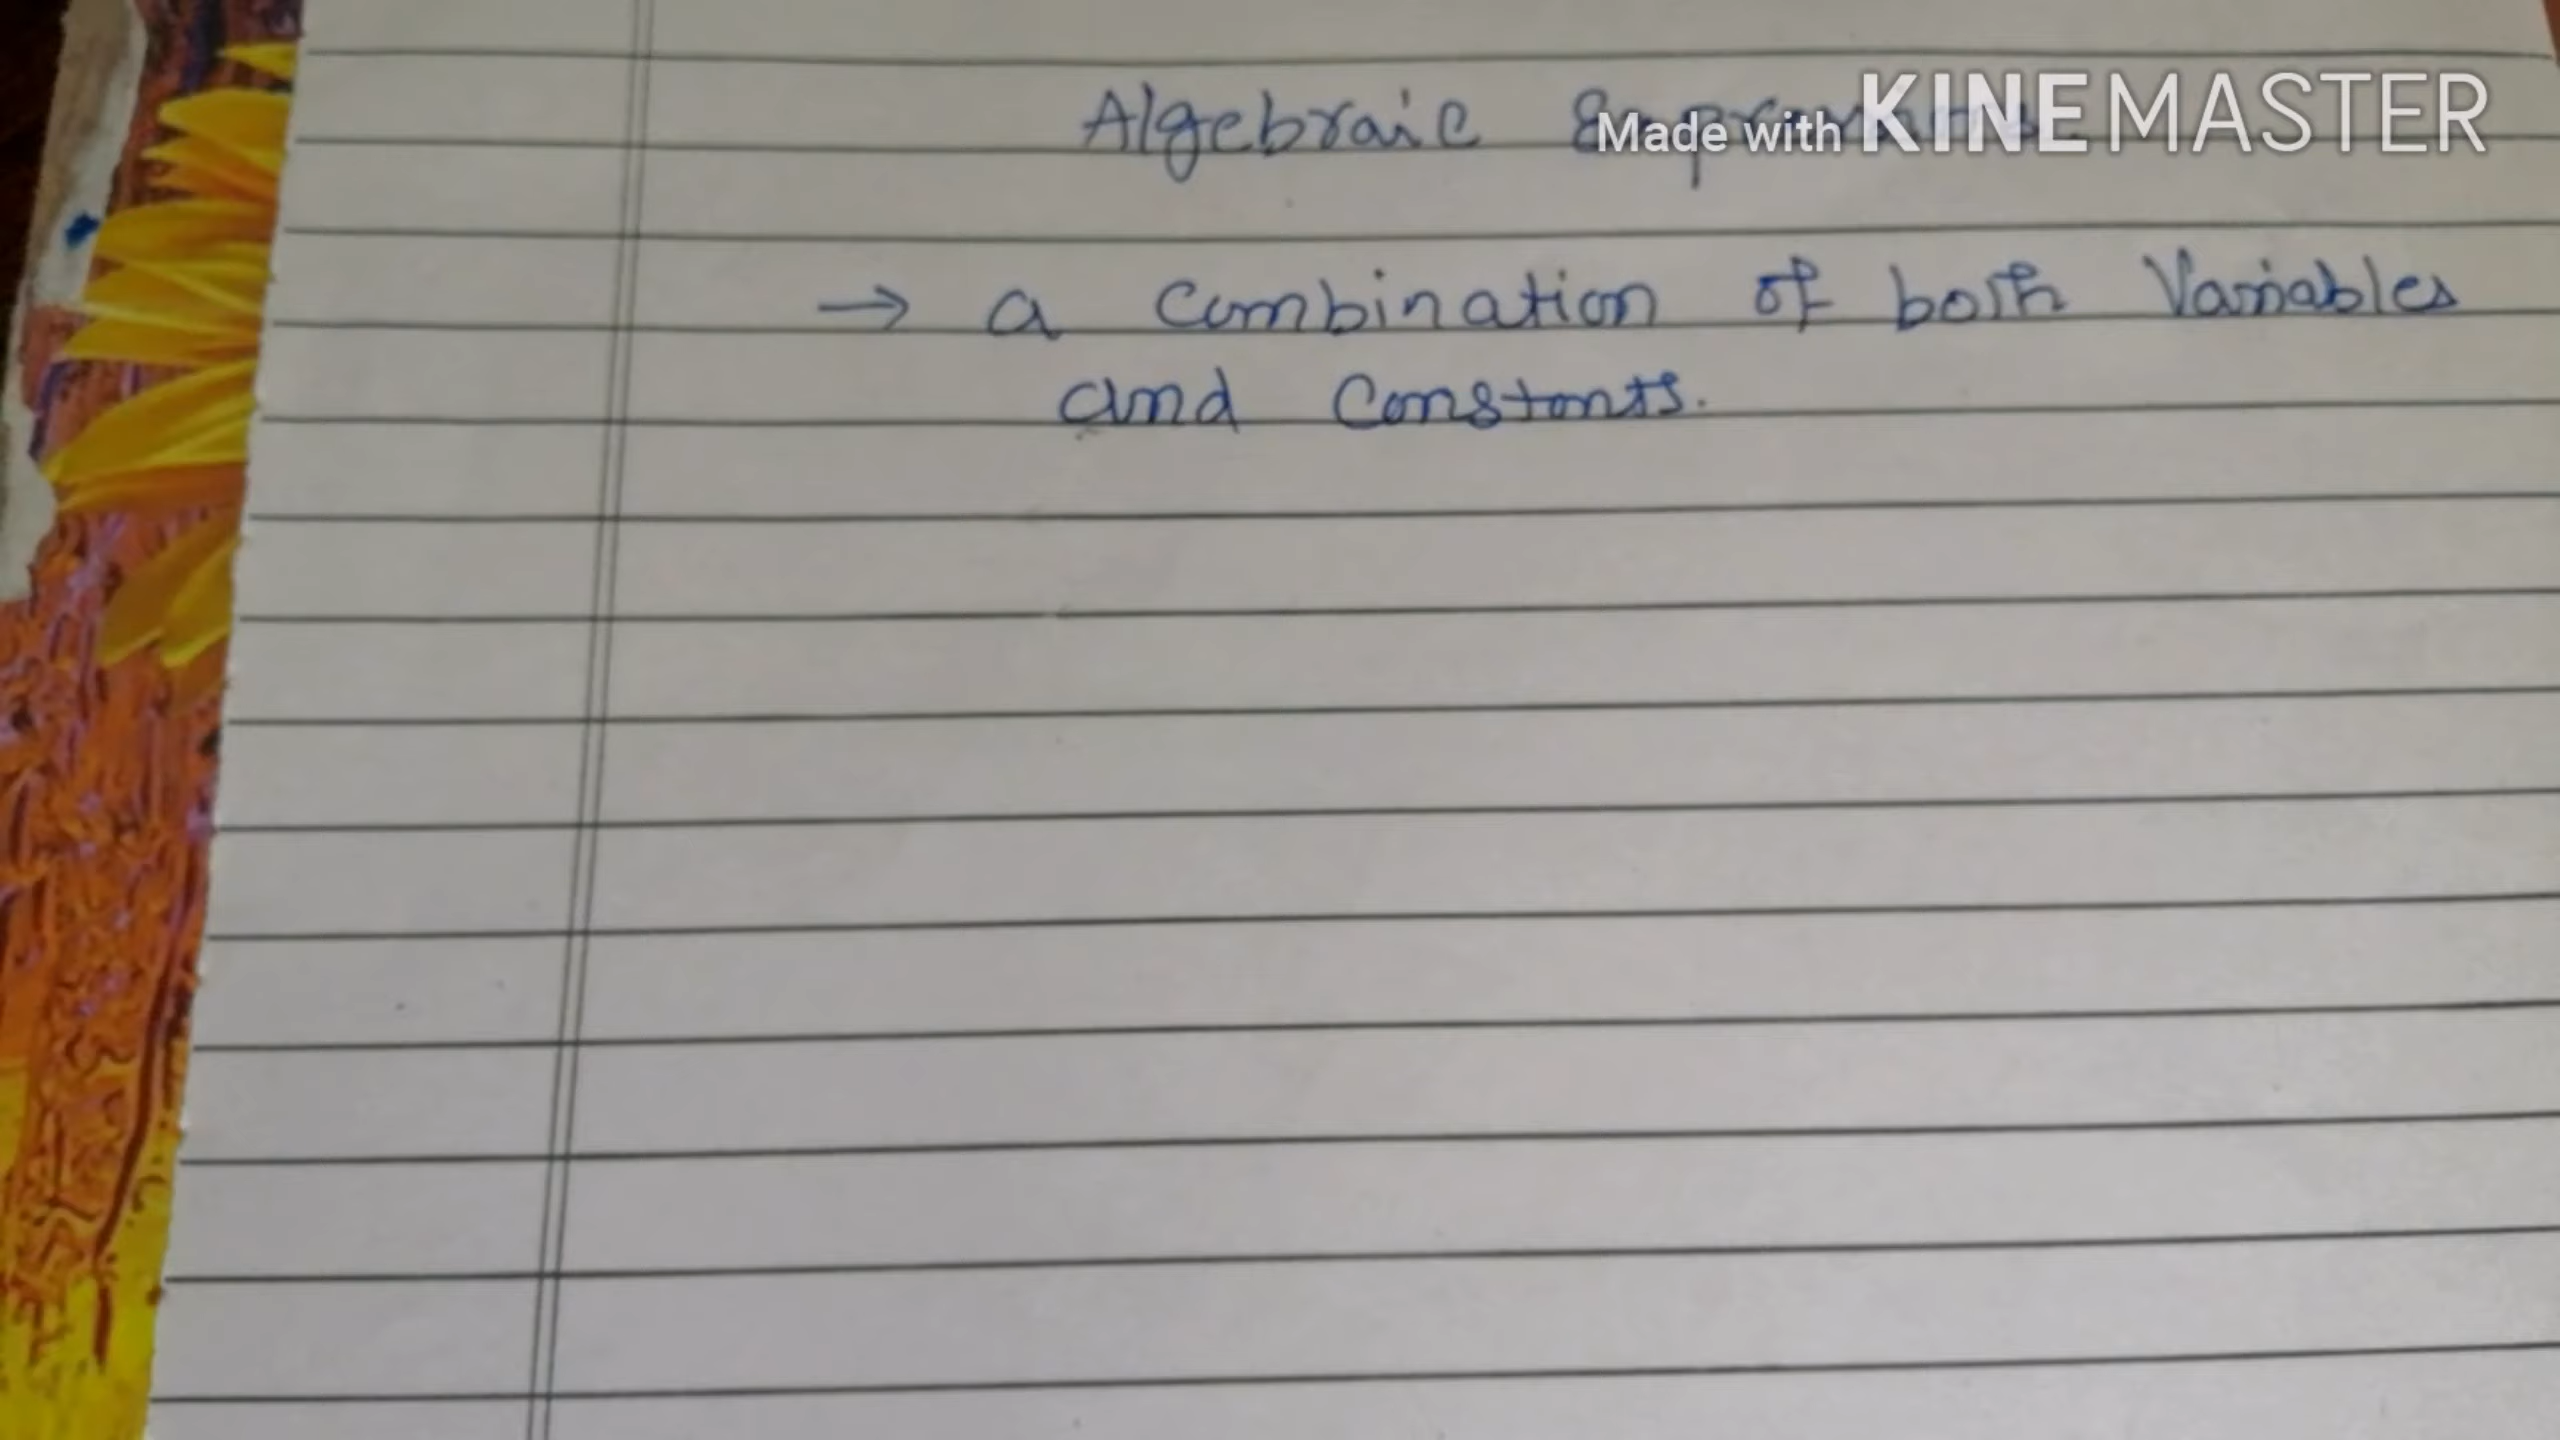 Algebraic
Made with KINEMASTER
→ a combination of both Variables
and Constants.